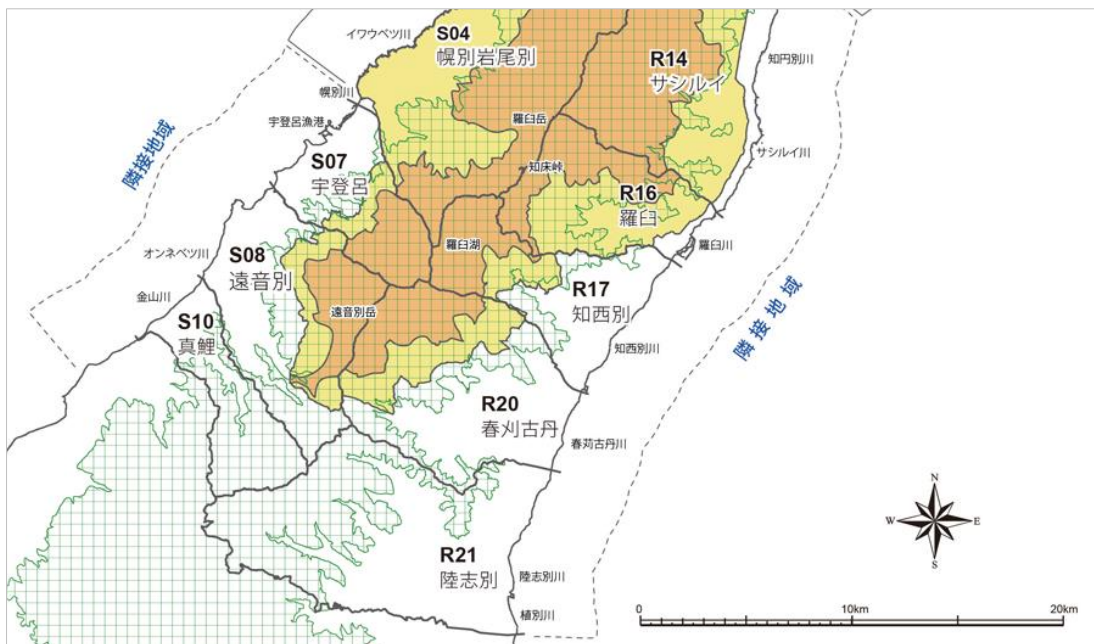 イワウベツ川
S04
幌別岩尾別
R14
サシルイ
知円別川
幌別川
宇登呂漁港
羅臼岳
隣接地域
S07
宇登呂
知床峠
サシルイ川
R16
羅臼
羅臼湖
羅臼川
オンネベツ川
S08
遠音別
R17
知西別
金山川
遠音別岳
S10
真鯉
知西別川
隣接地域
R20
春刈古丹
春苅古丹川
R21
陸志別
陸志別川
植別川
N
W
E
S
0
10km
20km